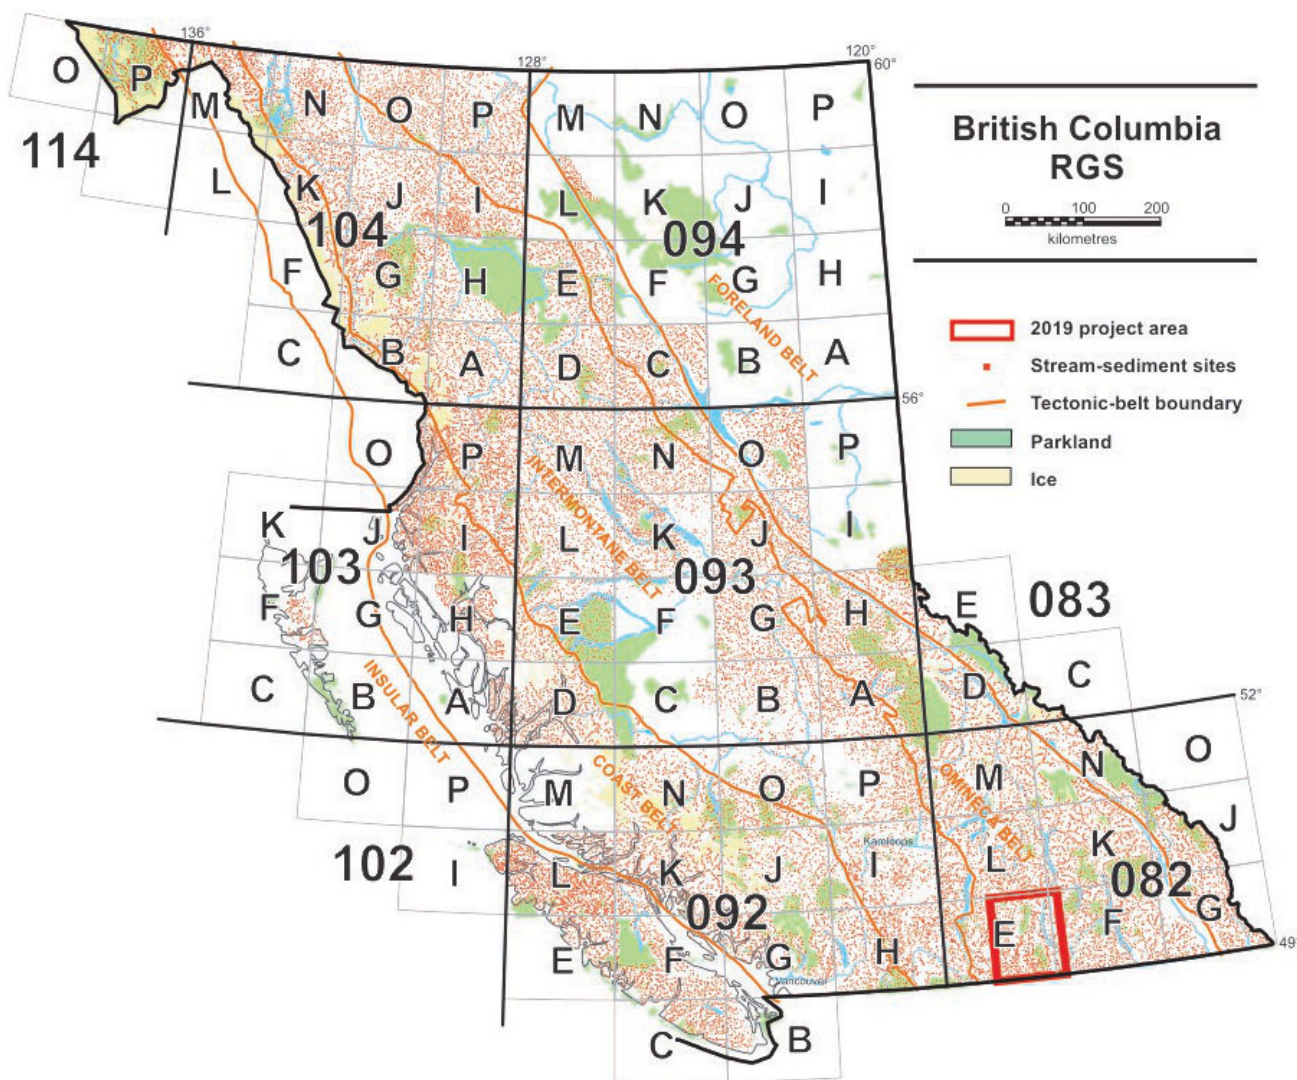 136°
128°
120°
60°
O
P
M
N
O
P
M
N
O
P
114
L
K
J
I
L
K
J
I
104
094
F
G
H
E
F
G
H
FORELAND BELT
C
B
A
D
C
B
A
56°
O
P
M
N
O
P
INTERMONTANE BELT
K
J
I
L
K
J
I
103
093
083
F
G
H
E
F
G
H
E
C
B
A
D
C
B
A
D
C
52°
INSULAR BELT
COAST BELT
OMINECA BELT
O
P
M
N
O
P
M
N
O
Kamloops
102
I
L
K
J
I
L
K
J
092
082
E
F
G
H
E
F
G
49°
Vancouver
C
B
British Columbia
RGS
0 100 200
kilometres
2019 project area
Stream-sediment sites
Tectonic-belt boundary
Parkland
Ice